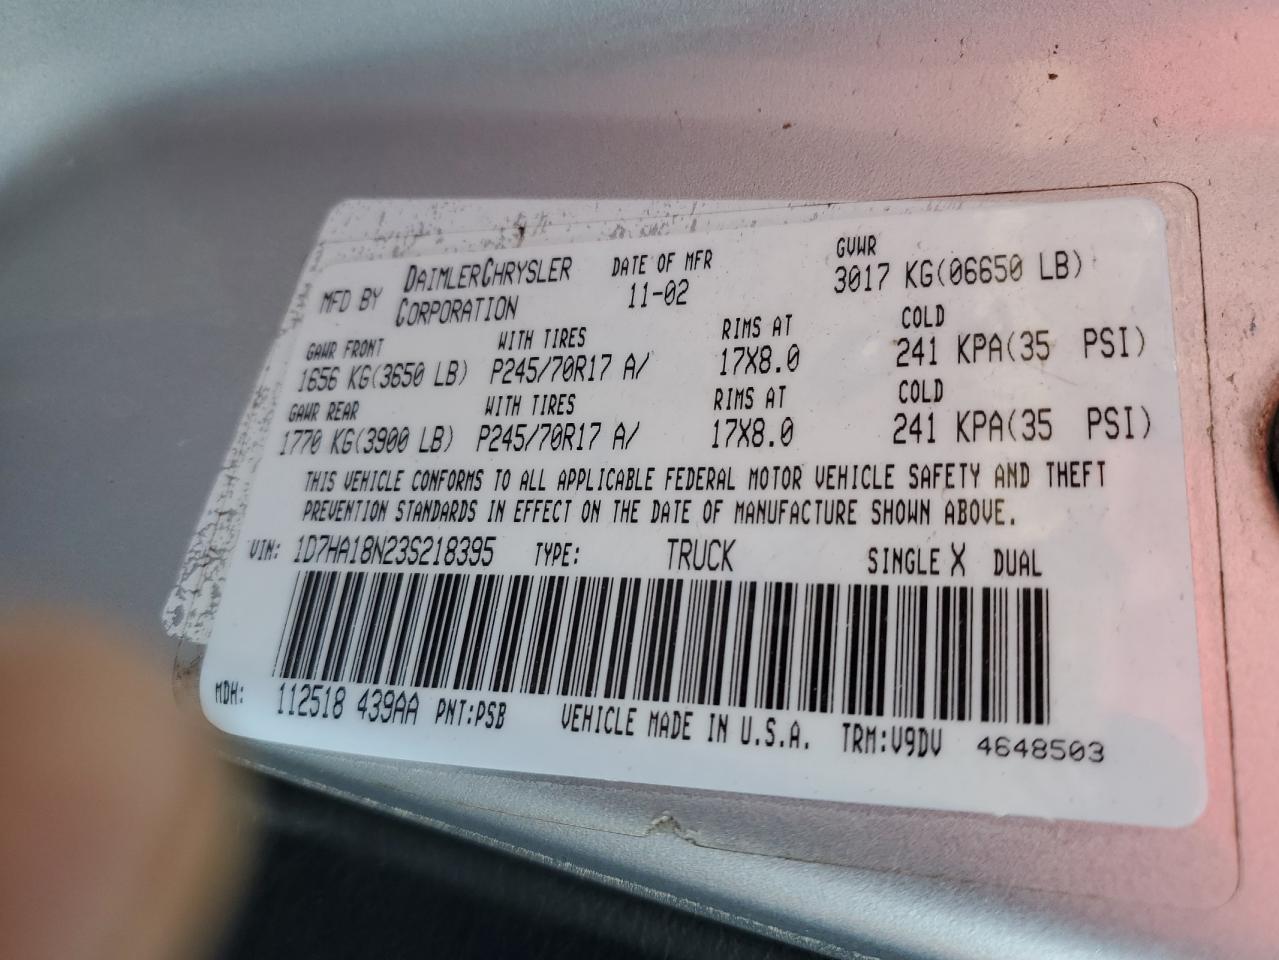 MFD BY DAIMLERCHRYSLER CORPORATION DATE OF MFR 11-02 GVWR 3017 KG(06650 LB)
GAWR FRONT WITH TIRES RIMS AT COLD
1656 KG(3650 LB) P245/70R17 A/ 17X8.0 241 KPA(35 PSI)
GAWR REAR WITH TIRES RIMS AT COLD
1770 KG(3900 LB) P245/70R17 A/ 17X8.0 241 KPA(35 PSI)
THIS VEHICLE CONFORMS TO ALL APPLICABLE FEDERAL MOTOR VEHICLE SAFETY AND THEFT
PREVENTION STANDARDS IN EFFECT ON THE DATE OF MANUFACTURE SHOWN ABOVE.
VIN: 1D7HA18N23S218395 TYPE: TRUCK SINGLE X DUAL
MDH: 112518 439AA PNT:PSB VEHICLE MADE IN U.S.A. TRM:V9DV 4648503